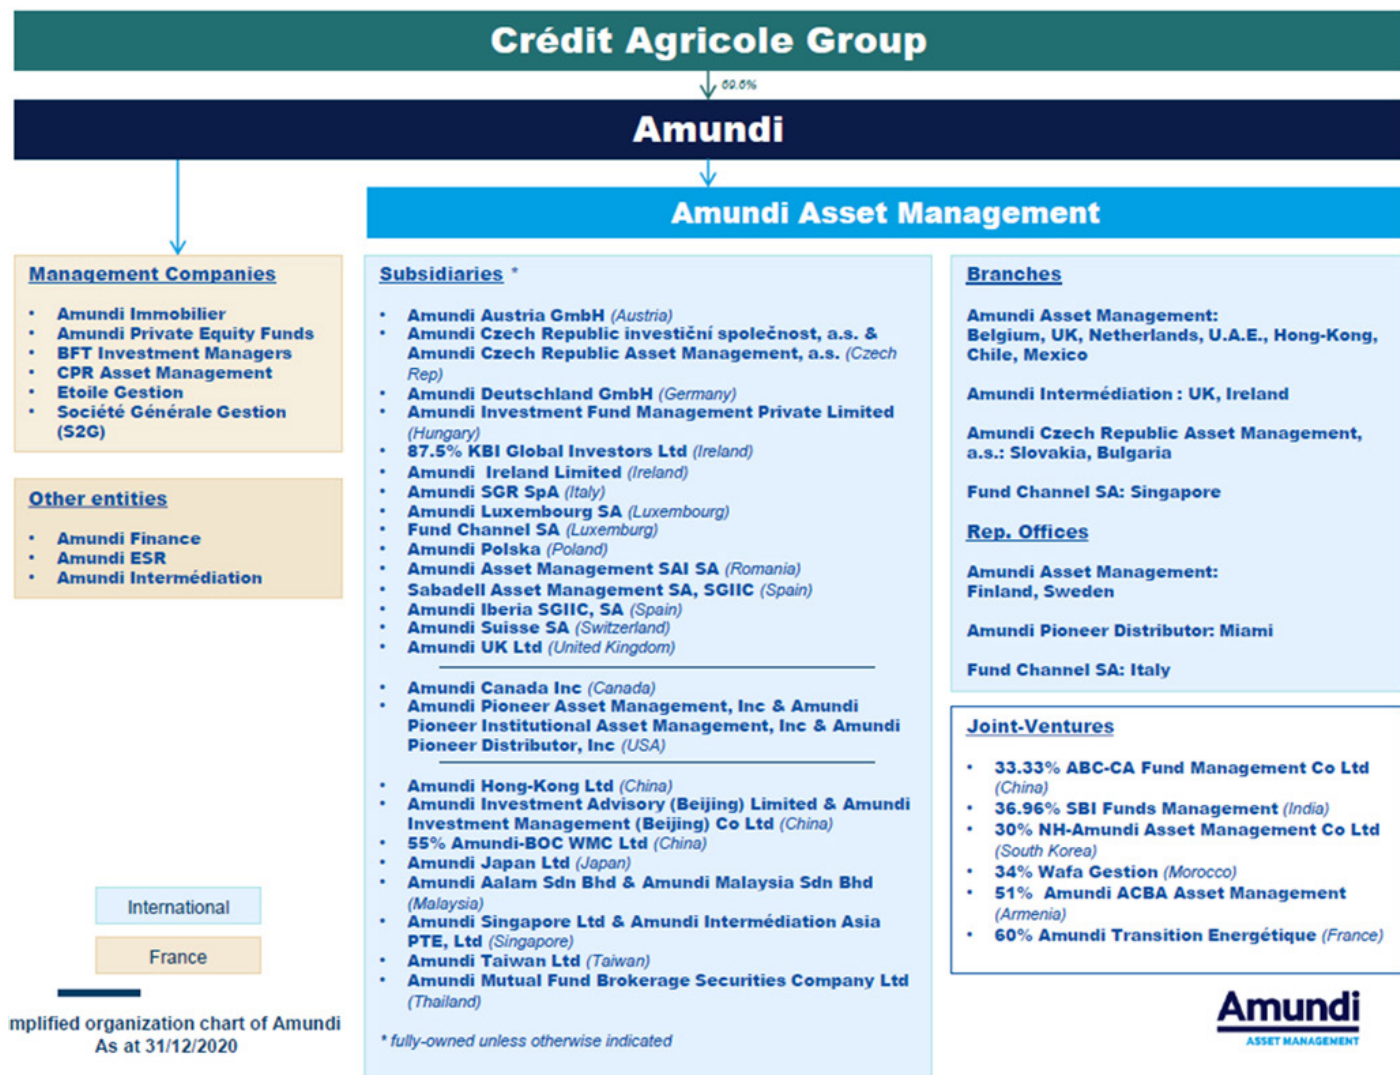 Crédit Agricole Group
Amundi
Amundi Asset Management
Management Companies
• Amundi Immobilier
• Amundi Private Equity Funds
• BFT Investment Managers
• CPR Asset Management
• Etoile Gestion
• Société Générale Gestion
(S2G)
Other entities
• Amundi Finance
• Amundi ESR
• Amundi Intermédiation
International
France
mplified organization chart of Amundi
As at 31/12/2020
Subsidiaries *
• Amundi Austria GmbH (Austria)
• Amundi Czech Republic investiční společnost, a.s. &
Amundi Czech Republic Asset Management, a.s. (Czech
Rep)
• Amundi Deutschland GmbH (Germany)
• Amundi Investment Fund Management Private Limited
(Hungary)
• 87.5% KBI Global Investors Ltd (Ireland)
• Amundi Ireland Limited (Ireland)
• Amundi SGR SpA (Italy)
• Amundi Luxembourg SA (Luxembourg)
• Fund Channel SA (Luxemburg)
• Amundi Polska (Poland)
• Amundi Asset Management SAI SA (Romania)
• Sabadell Asset Management SA, SGIIC (Spain)
• Amundi Iberia SGIIC, SA (Spain)
• Amundi Suisse SA (Switzerland)
• Amundi UK Ltd (United Kingdom)
• Amundi Canada Inc (Canada)
• Amundi Pioneer Asset Management, Inc & Amundi
Pioneer Institutional Asset Management, Inc & Amundi
Pioneer Distributor, Inc (USA)
• Amundi Hong-Kong Ltd (China)
• Amundi Investment Advisory (Beijing) Limited & Amundi
Investment Management (Beijing) Co Ltd (China)
• 55% Amundi-BOC WMC Ltd (China)
• Amundi Japan Ltd (Japan)
• Amundi Aalam Sdn Bhd & Amundi Malaysia Sdn Bhd
(Malaysia)
• Amundi Singapore Ltd & Amundi Intermédiation Asia
PTE, Ltd (Singapore)
• Amundi Taiwan Ltd (Taiwan)
• Amundi Mutual Fund Brokerage Securities Company Ltd
(Thailand)
* fully-owned unless otherwise indicated
Branches
Amundi Asset Management:
Belgium, UK, Netherlands, U.A.E., Hong-Kong,
Chile, Mexico
Amundi Intermédiation : UK, Ireland
Amundi Czech Republic Asset Management,
a.s.: Slovakia, Bulgaria
Fund Channel SA: Singapore
Rep. Offices
Amundi Asset Management:
Finland, Sweden
Amundi Pioneer Distributor: Miami
Fund Channel SA: Italy
Joint-Ventures
• 33.33% ABC-CA Fund Management Co Ltd
(China)
• 36.96% SBI Funds Management (India)
• 30% NH-Amundi Asset Management Co Ltd
(South Korea)
• 34% Wafa Gestion (Morocco)
• 51% Amundi ACBA Asset Management
(Armenia)
• 60% Amundi Transition Energétique (France)
Amundi
ASSET MANAGEMENT